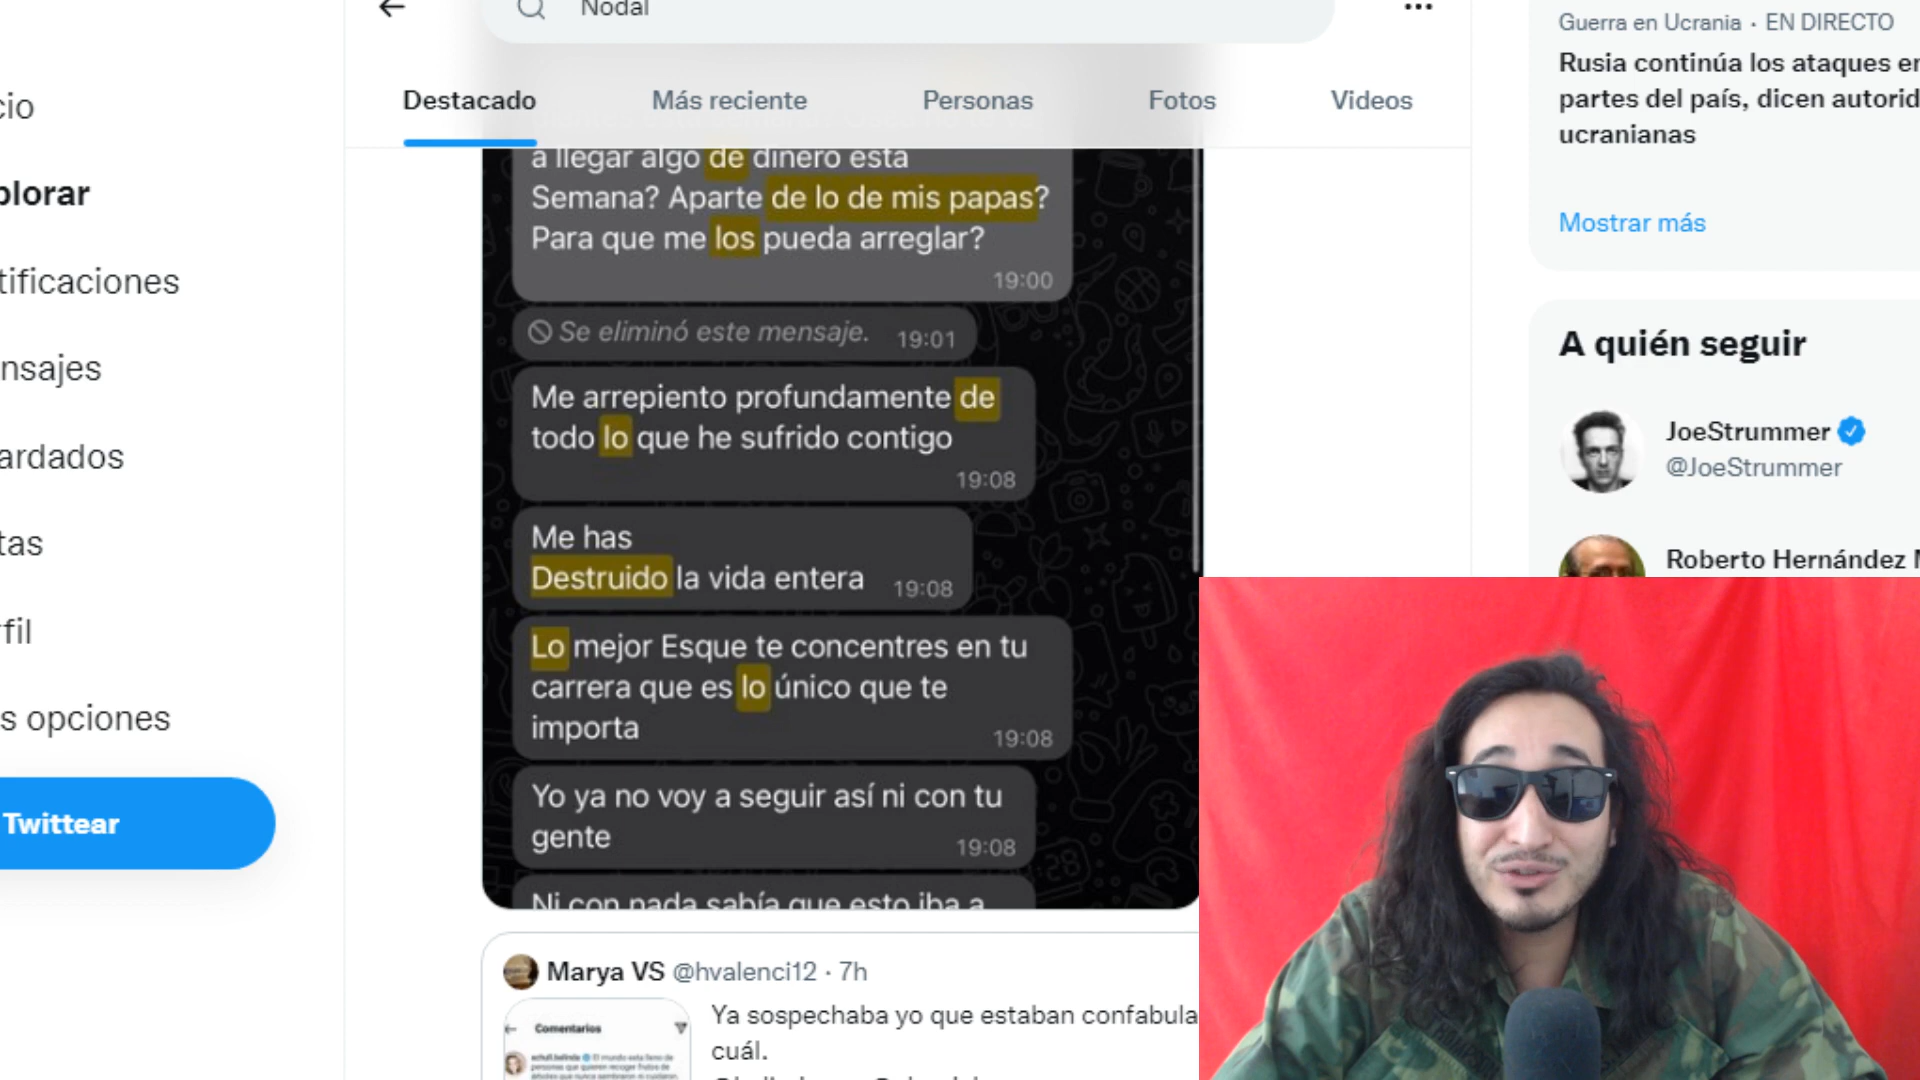 Nodal
Destacado
Más reciente
Personas
Fotos
Videos
cio
plorar
tificaciones
nsajes
ardados
tas
fil
s opciones
Twittear
a llegar algo de dinero esta
Semana? Aparte de lo de mis papas?
Para que me los pueda arreglar?
19:00
Se eliminó este mensaje. 19:01
Me arrepiento profundamente de
todo lo que he sufrido contigo
19:08
Me has
Destruido la vida entera 19:08
Lo mejor Esque te concentres en tu
carrera que es lo único que te
importa
19:08
Yo ya no voy a seguir así ni con tu
gente
19:08
Ni con nada sabía que esto iba a
Marya VS @hvalenci12 · 7h
Comentarios
Ya sospechaba yo que estaban confabula
cuál.
Guerra en Ucrania · EN DIRECTO
Rusia continúa los ataques en
partes del país, dicen autorid
ucranianas
Mostrar más
A quién seguir
JoeStrummer
@JoeStrummer
Roberto Hernández